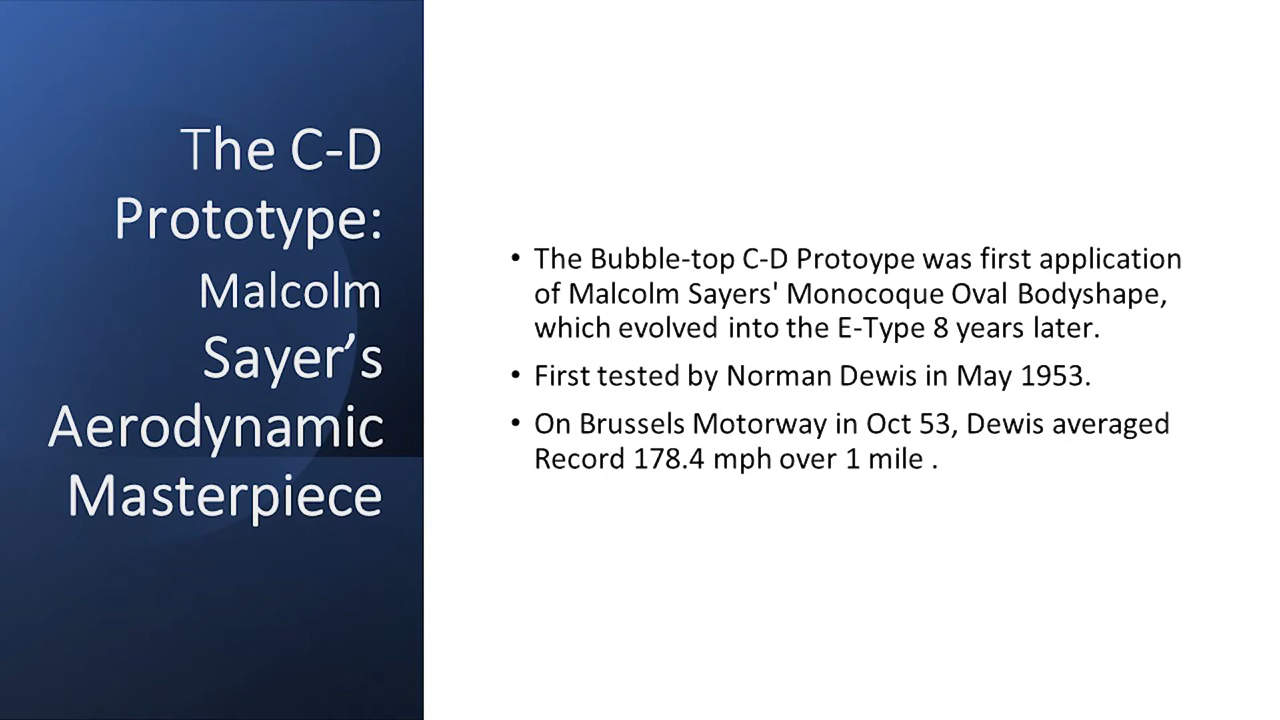 The C-D
Prototype:
Malcolm
Sayer’s
Aerodynamic
Masterpiece
• The Bubble-top C-D Protoype was first application
of Malcolm Sayers' Monocoque Oval Bodyshape,
which evolved into the E-Type 8 years later.
• First tested by Norman Dewis in May 1953.
• On Brussels Motorway in Oct 53, Dewis averaged
Record 178.4 mph over 1 mile .